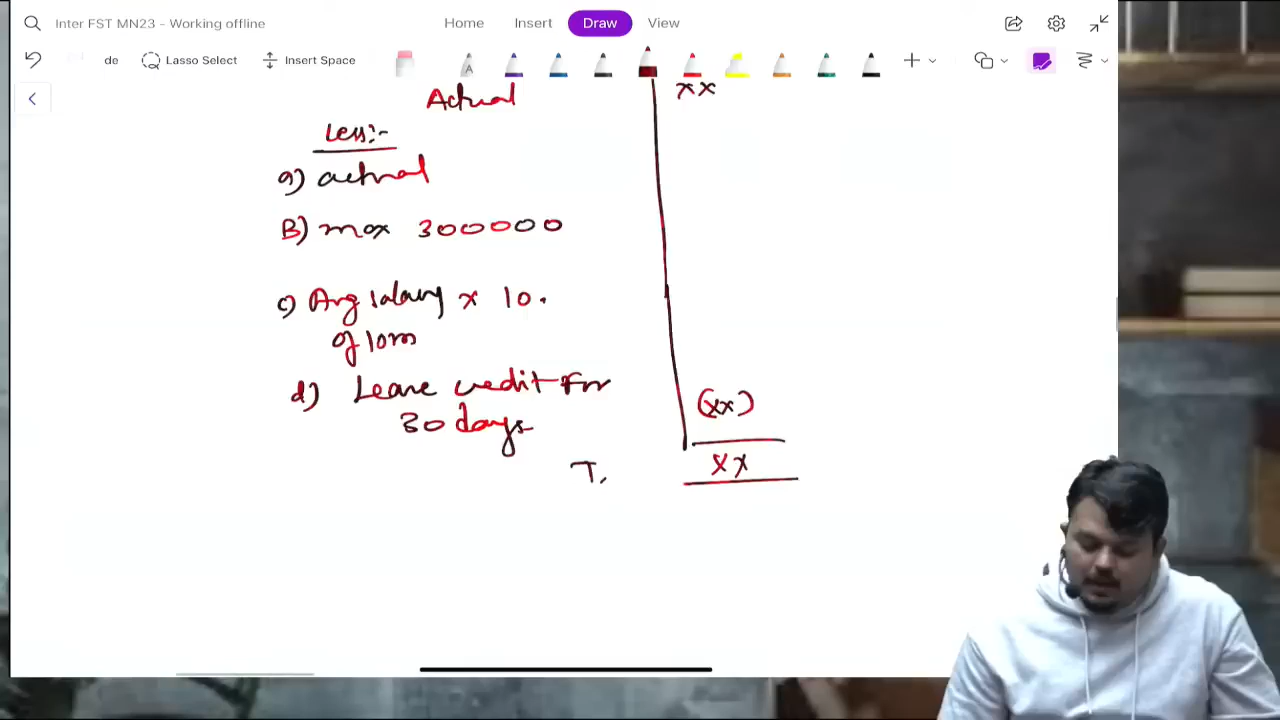 Inter FST MN23 - Working offline
Home Insert Draw View
de Lasso Select Insert Space
A
Actual xx
Less:-
a) actual
B) max 300000
c) Avg salary x 10.
of 10m
d) Leave credit For
30 days
(xx)
T. xx